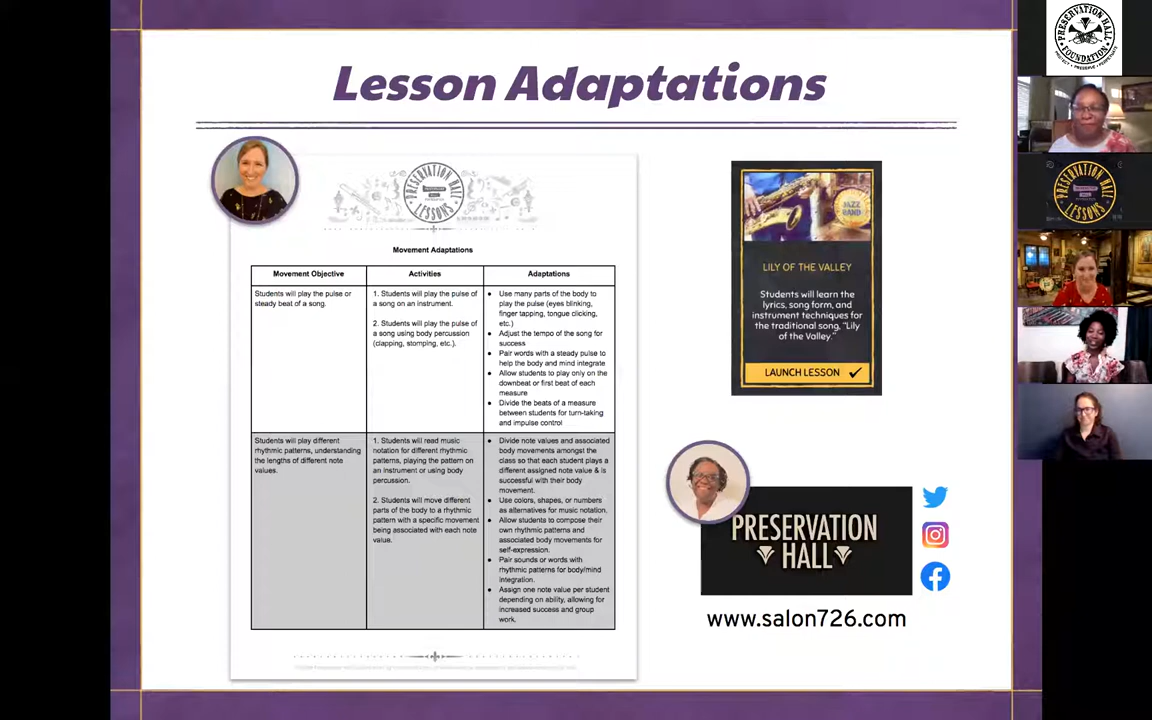 Lesson Adaptations
PRESERVATION HALL
LESSONS
Movement Adaptations
Movement Objective
Activities
Adaptations
Students will play the pulse or
steady beat of a song.
1. Students will play the pulse of
a song on an instrument.
2. Students will play the pulse of
a song using body percussion
(clapping, stomping, etc.).
● Use many parts of the body to
play the pulse (eyes blinking,
finger tapping, tongue clicking,
etc.)
● Adjust the tempo of the song for
success
● Pair words with a steady pulse to
help the body and mind integrate
● Allow students to play only on the
downbeat or first beat of each
measure
● Divide the beats of a measure
between students for turn-taking
and impulse control
Students will play different
rhythmic patterns, understanding
the lengths of different note
values.
1. Students will read music
notation for different rhythmic
patterns, playing the pattern on
an instrument or using body
percussion.
2. Students will move different
parts of the body to a rhythmic
pattern with a specific movement
being associated with each note
value.
● Divide note values and associated
body movements amongst the
class so that each student plays a
different assigned note value & is
successful with their body
movement.
● Use colors, shapes, or numbers
as alternatives for music notation.
● Allow students to compose their
own rhythmic patterns and
associated body movements for
self-expression.
● Pair sounds or words with
rhythmic patterns for body/mind
integration.
● Assign one note value per student
depending on ability, allowing for
increased success and group
work.
JAZZ
BAND
LILY OF THE VALLEY
Students will learn the
lyrics, song form, and
instrument techniques for
the traditional song, "Lily
of the Valley."
LAUNCH LESSON
PRESERVATION
HALL
www.salon726.com
PRESERVATION HALL
FOUNDATION
PROTECT • PRESERVE • PERPETUATE
PRESERVATION HALL
LESSONS